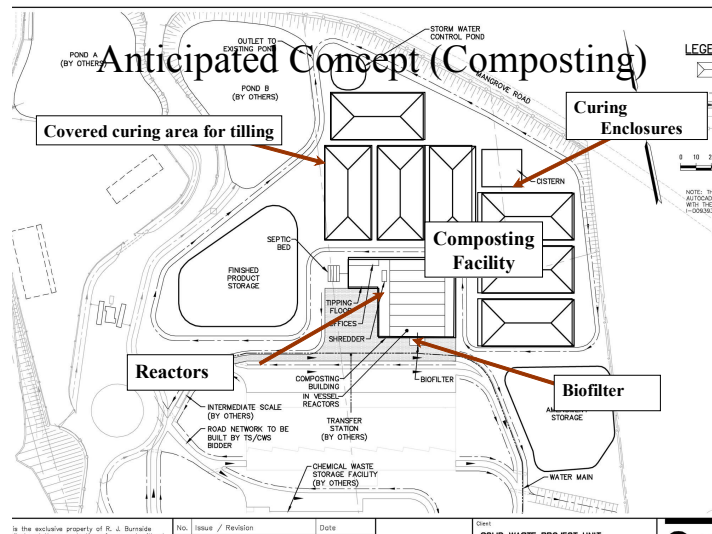 Anticipated Concept (Composting)
OUTLET TO
EXISTING POND
STORM WATER
CONTROL POND
POND A
(BY OTHERS)
POND B
(BY OTHERS)
MANGROVE ROAD
Covered curing area for tilling
Curing
Enclosures
0 10
CISTERN
NOTE:
AUTOCAD
WITH THE
SEPTIC
BED
Composting
Facility
FINISHED
PRODUCT
STORAGE
TIPPING
FLOOR
OFFICES
SHREDDER
Reactors
COMPOSTING
BUILDING
BIOFILTER
IN VESSEL
REACTORS
Biofilter
STORAGE
INTERMEDIATE SCALE
(BY OTHERS)
TRANSFER
STATION
(BY OTHERS)
ROAD NETWORK TO BE
BUILT BY TS/CWS
BIDDER
CHEMICAL WASTE
STORAGE FACILITY
(BY OTHERS)
WATER MAIN
is the exclusive property of R. J. Burnside
No. Issue / Revision
Date
Client